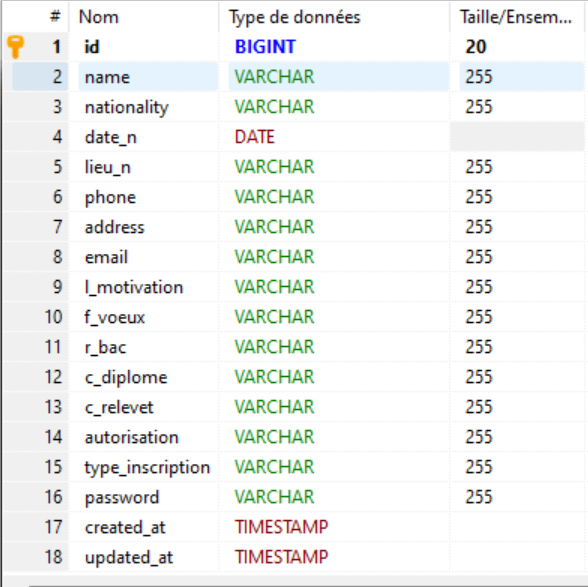 # Nom Type de données Taille/Ensem...
1 id BIGINT 20
2 name VARCHAR 255
3 nationality VARCHAR 255
4 date_n DATE
5 lieu_n VARCHAR 255
6 phone VARCHAR 255
7 address VARCHAR 255
8 email VARCHAR 255
9 l_motivation VARCHAR 255
10 f_voeux VARCHAR 255
11 r_bac VARCHAR 255
12 c_diplome VARCHAR 255
13 c_relevet VARCHAR 255
14 autorisation VARCHAR 255
15 type_inscription VARCHAR 255
16 password VARCHAR 255
17 created_at TIMESTAMP
18 updated_at TIMESTAMP